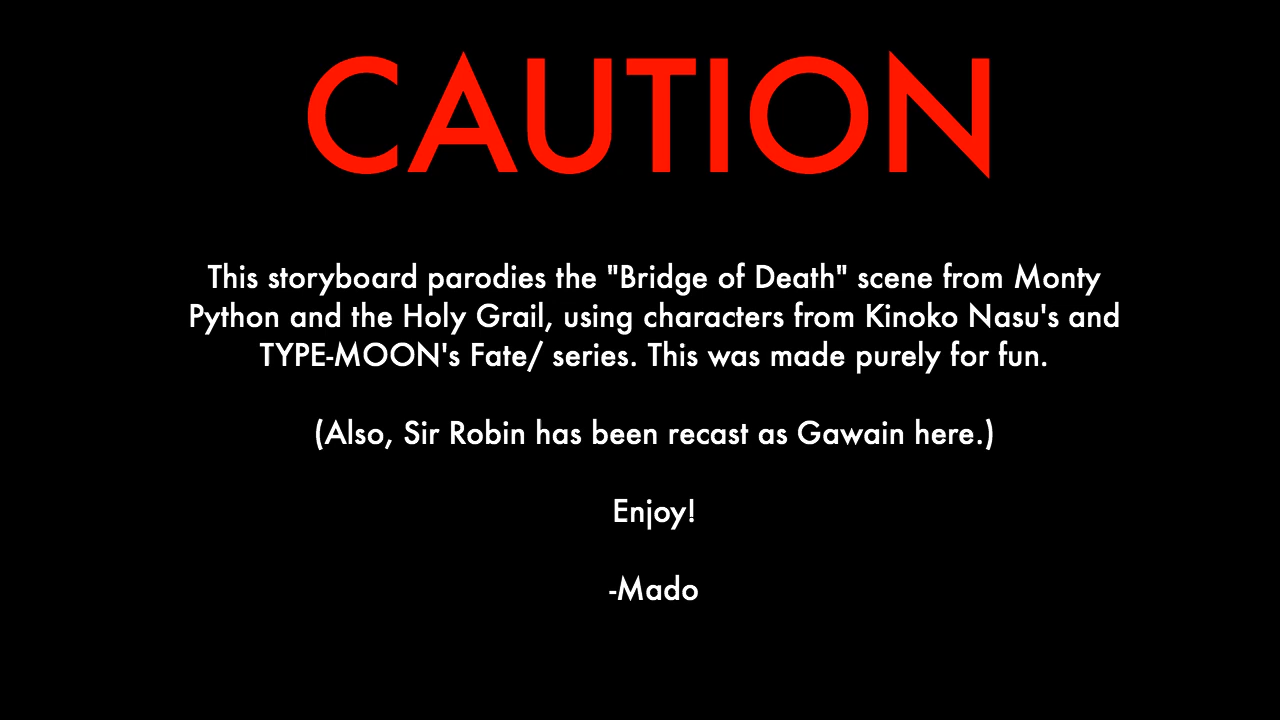 CAUTION
This storyboard parodies the "Bridge of Death" scene from Monty
Python and the Holy Grail, using characters from Kinoko Nasu's and
TYPE-MOON's Fate/ series. This was made purely for fun.
(Also, Sir Robin has been recast as Gawain here.)
Enjoy!
-Mado